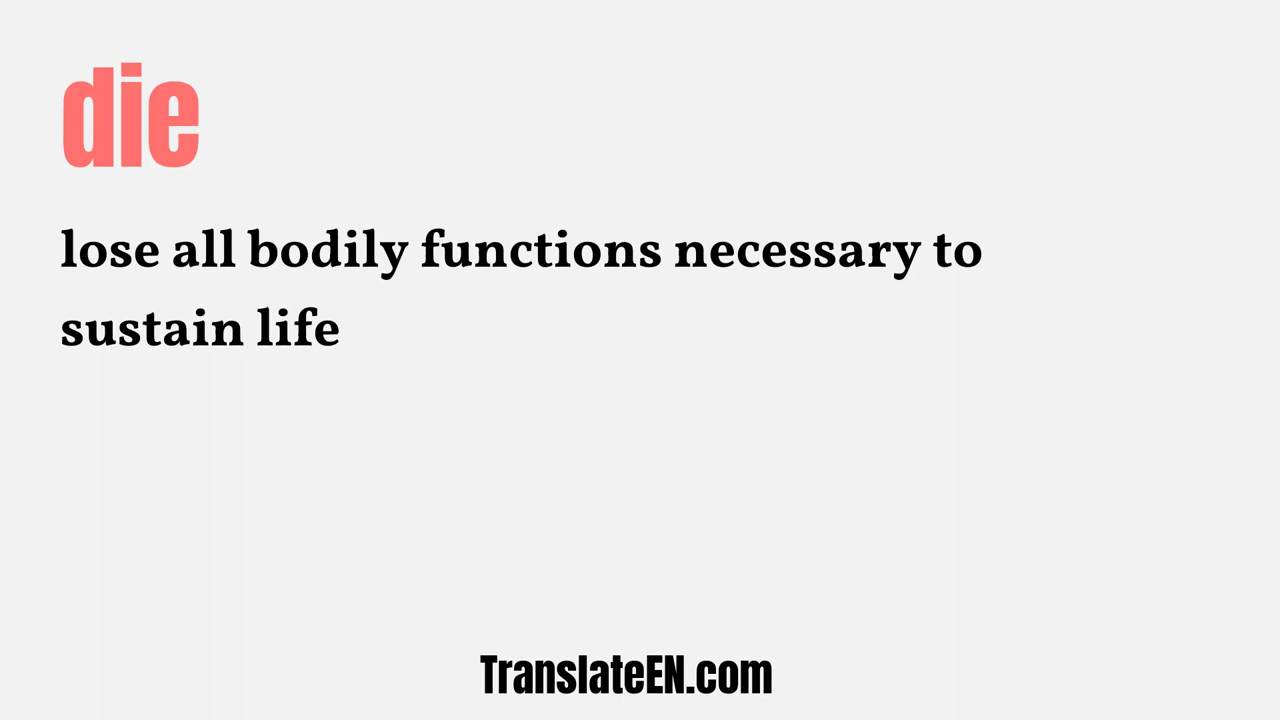 die
lose all bodily functions necessary to
sustain life
TranslateEN.com